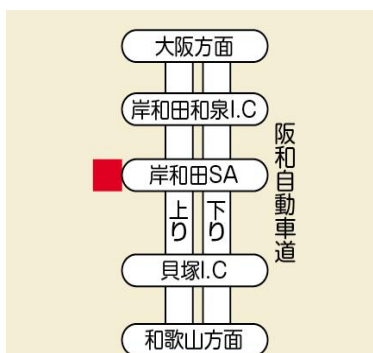 大阪方面
岸和田和泉I.C
岸和田SA
阪和自動車道
上り
下り
貝塚I.C
和歌山方面